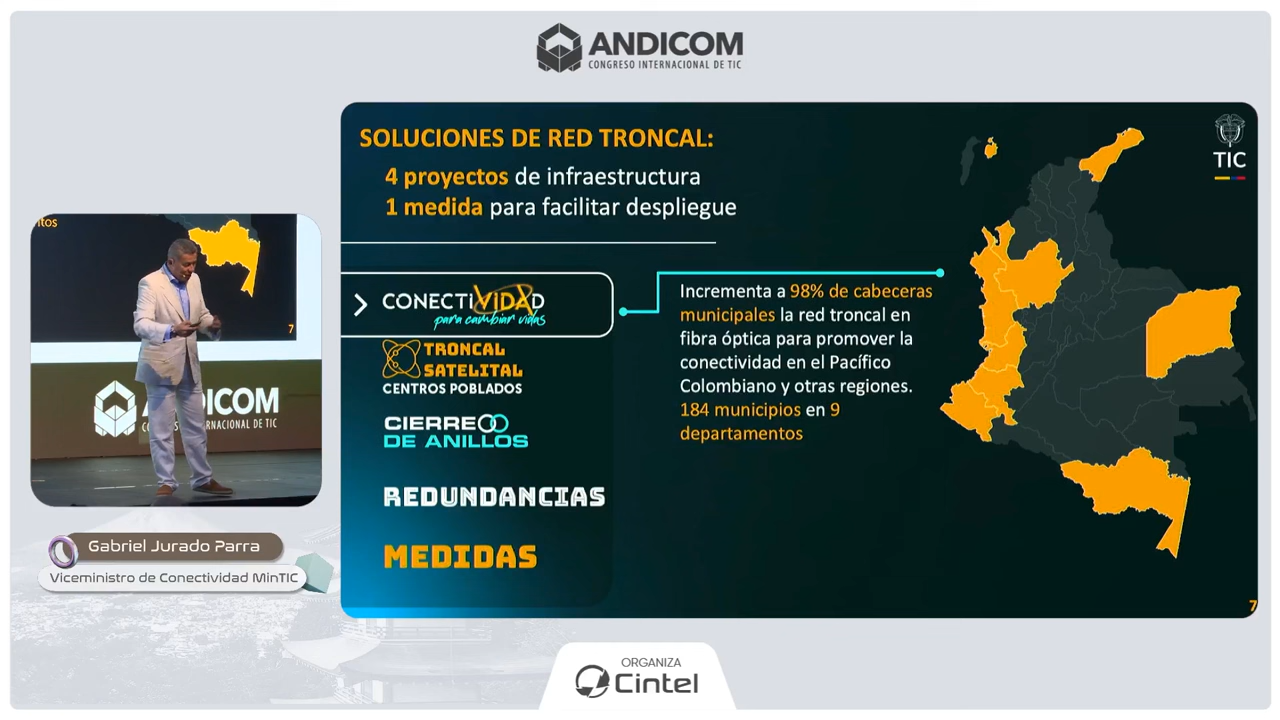 ANDICOM
CONGRESO INTERNACIONAL DE TIC
SOLUCIONES DE RED TRONCAL:
4 proyectos de infraestructura
1 medida para facilitar despliegue
TIC
CONECTIVIDAD
para cambiar vidas
TRONCAL
SATELITAL
CENTROS POBLADOS
CIERRE
DE ANILLOS
REDUNDANCIAS
MEDIDAS
Incrementa a 98% de cabeceras
municipales la red troncal en
fibra óptica para promover la
conectividad en el Pacífico
Colombiano y otras regiones.
184 municipios en 9
departamentos
7
7
ANDICOM
CONGRESO INTERNACIONAL DE TIC
Gabriel Jurado Parra
Viceministro de Conectividad MinTIC
ORGANIZA
Cintel